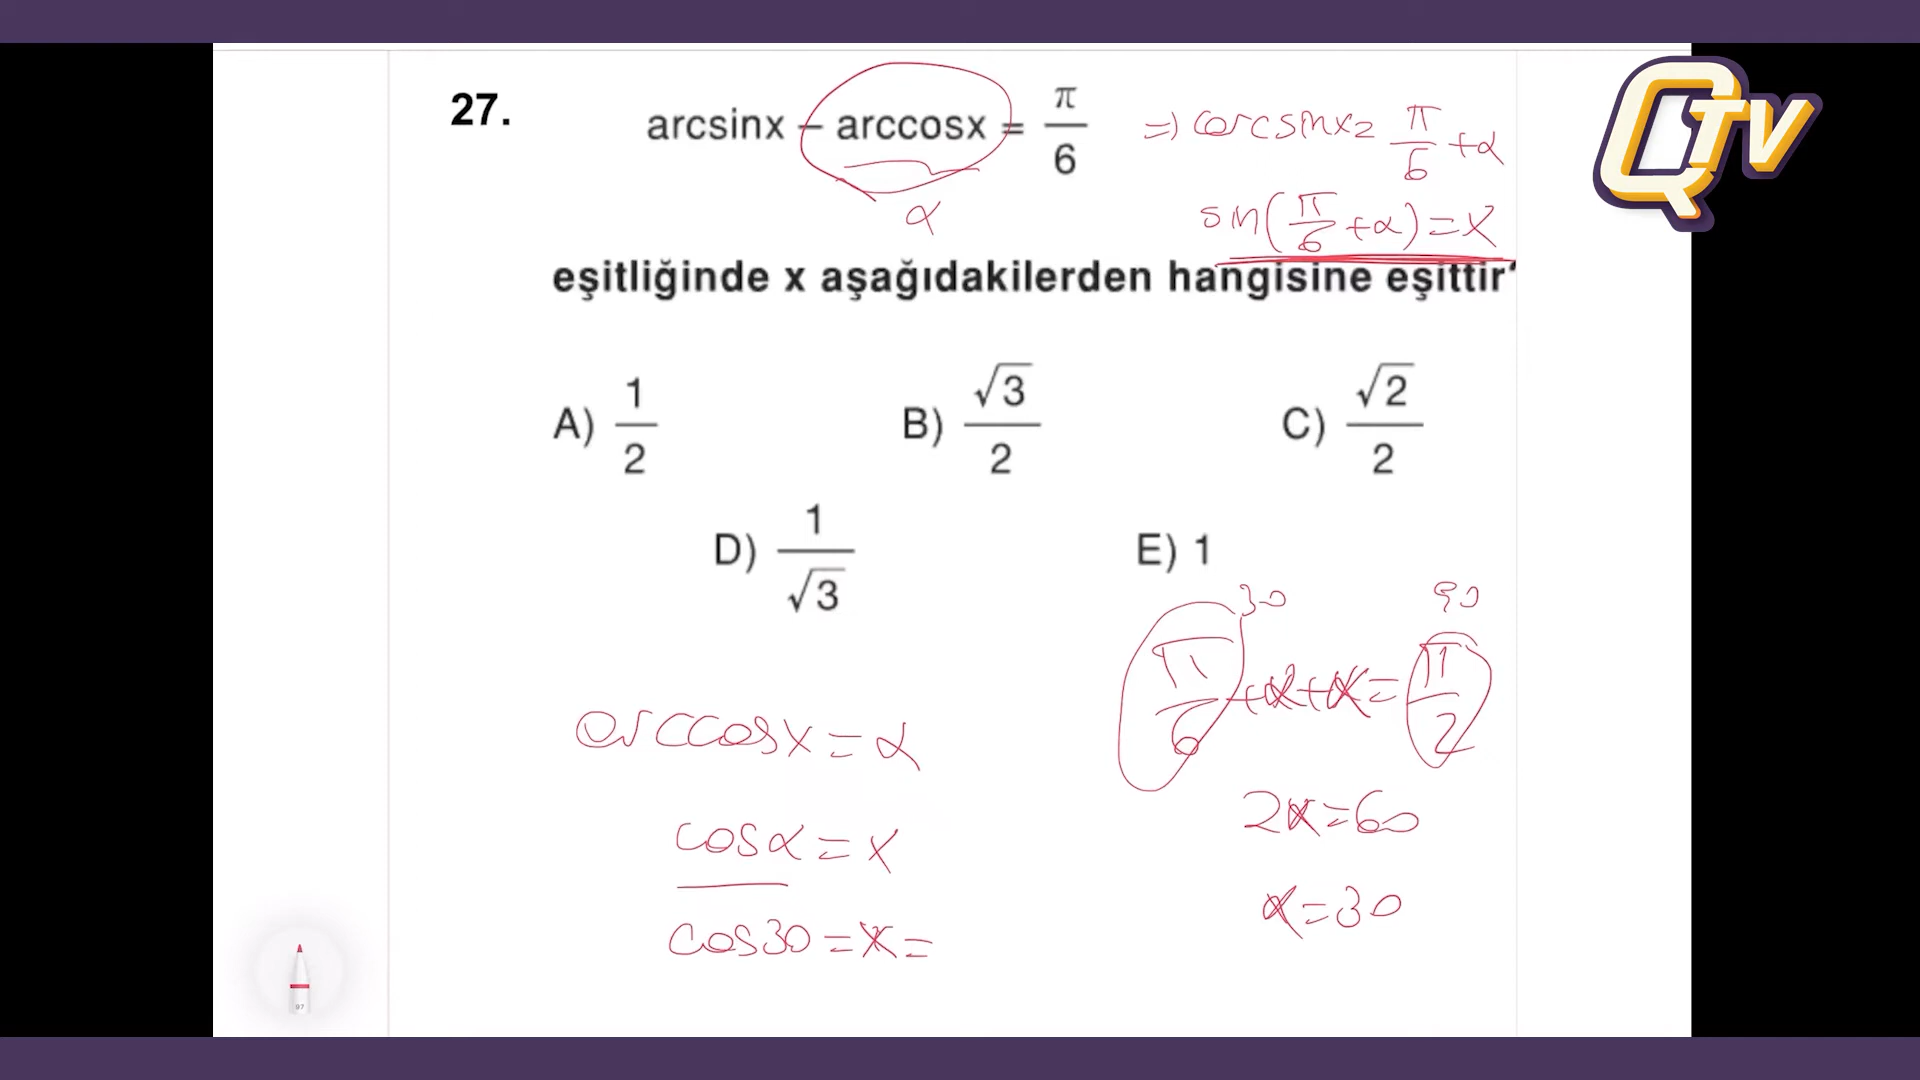 QTV
27. arcsinx − arccosx = π/6 => arcsinx = π/6 + α
α
sin(π/6 + α) = x
eşitliğinde x aşağıdakilerden hangisine eşittir
A) 1/2 B) √3/2 C) √2/2
D) 1/√3 E) 1
30 90
π/6 + α + α = π/2
arccosx = α
2α = 60
cosα = x
α = 30
cos30 = x =
97